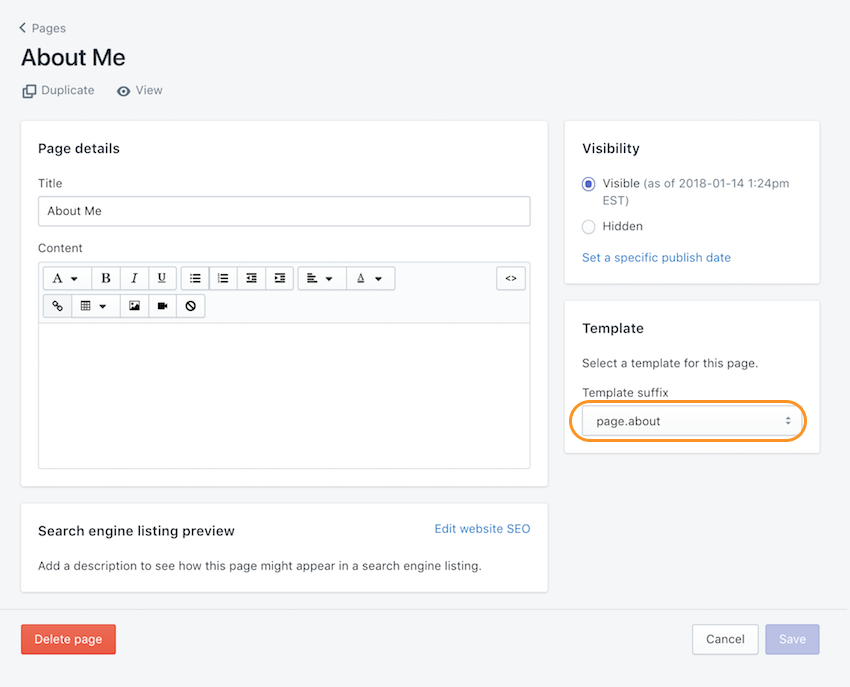 Pages
About Me
Duplicate View
Page details
Title
About Me
Content
A B I U A <>
Search engine listing preview
Edit website SEO
Add a description to see how this page might appear in a search engine listing.
Visibility
Visible (as of 2018-01-14 1:24pm
EST)
Hidden
Set a specific publish date
Template
Select a template for this page.
Template suffix
page.about
Delete page
Cancel
Save